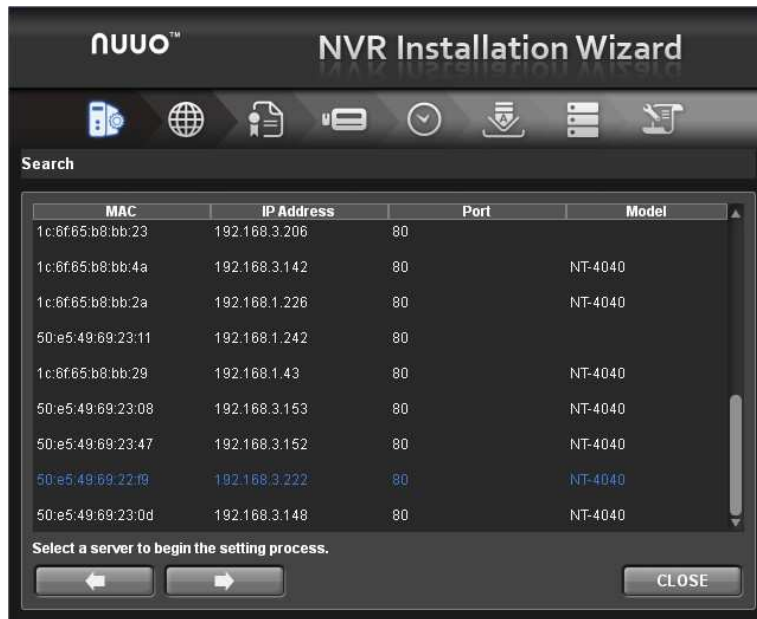 nuuo™ NVR Installation Wizard
Search
MAC IP Address Port Model
1c:6f:65:b8:bb:23 192.168.3.206 80
1c:6f:65:b8:bb:4a 192.168.3.142 80 NT-4040
1c:6f:65:b8:bb:2a 192.168.1.226 80 NT-4040
50:e5:49:69:23:11 192.168.1.242 80
1c:6f:65:b8:bb:29 192.168.1.43 80 NT-4040
50:e5:49:69:23:08 192.168.3.153 80 NT-4040
50:e5:49:69:23:47 192.168.3.152 80 NT-4040
50:e5:49:69:22:f9 192.168.3.222 80 NT-4040
50:e5:49:69:23:0d 192.168.3.148 80 NT-4040
Select a server to begin the setting process.
CLOSE